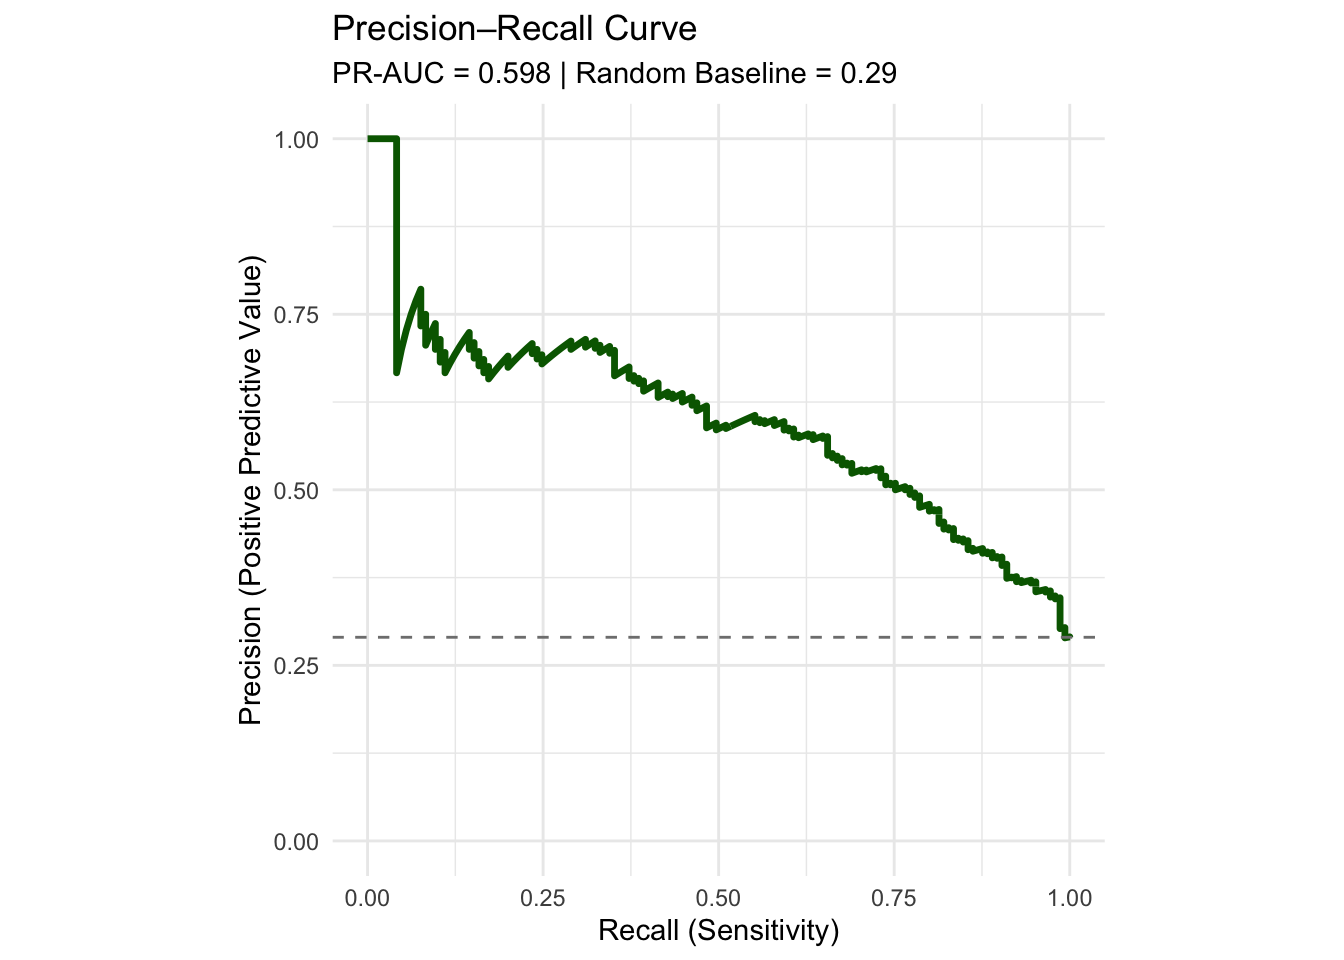 Precision–Recall Curve
PR-AUC = 0.598 | Random Baseline = 0.29
Precision (Positive Predictive Value)
1.00
0.75
0.50
0.25
0.00
0.00 0.25 0.50 0.75 1.00
Recall (Sensitivity)